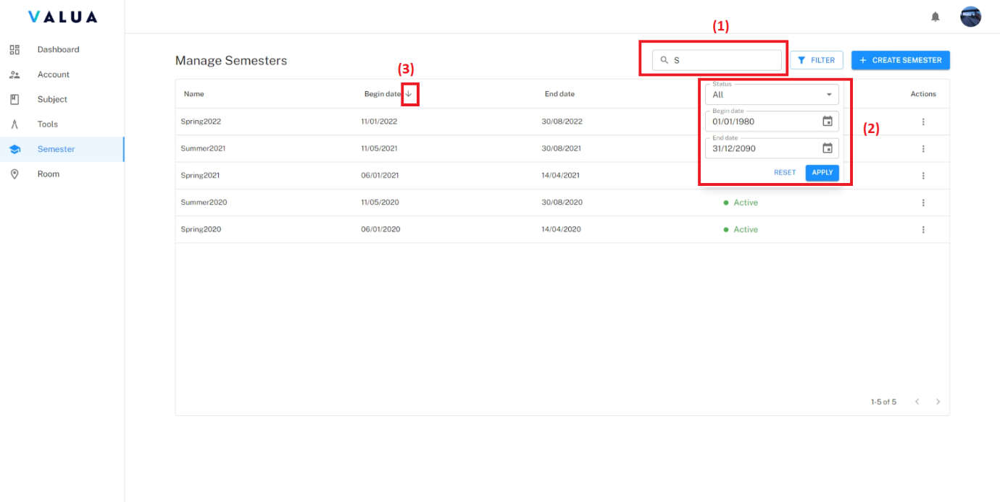 VALUA
Dashboard
Account
Subject
Tools
Semester
Room
(1)
Manage Semesters
S
FILTER
+ CREATE SEMESTER
(3)
Name Begin date End date Actions
Status
All
Begin date
01/01/1980
End date
31/12/2090
RESET APPLY
(2)
Spring2022 11/01/2022 30/08/2022
Summer2021 11/05/2021 30/08/2021
Spring2021 06/01/2021 14/04/2021
Summer2020 11/05/2020 30/08/2020 Active
Spring2020 06/01/2020 14/04/2020 Active
1-5 of 5